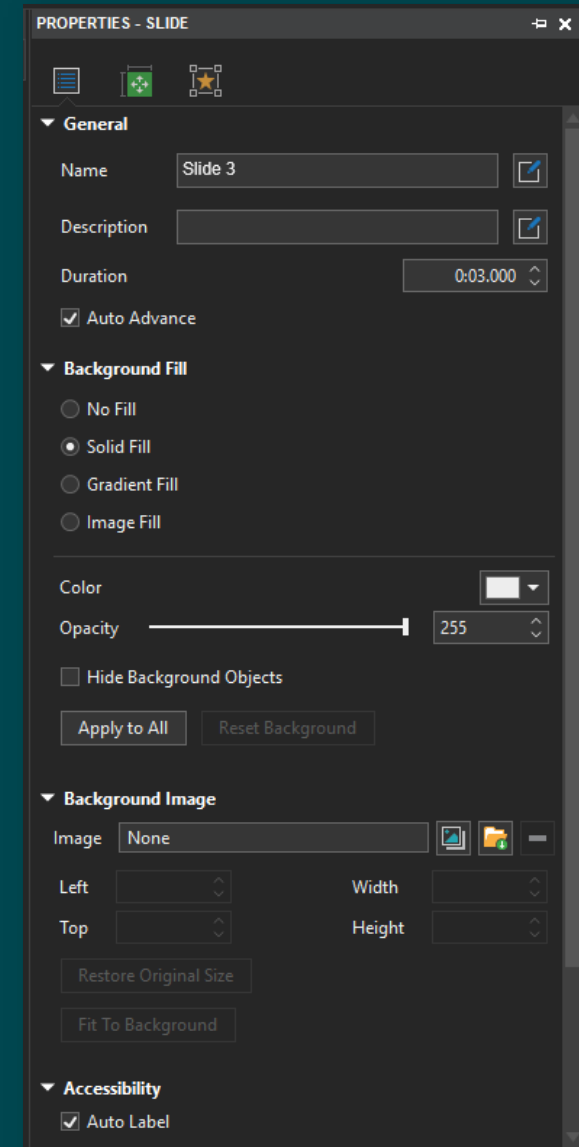 PROPERTIES - SLIDE
General
Name Slide 3
Description
Duration 0:03.000
Auto Advance
Background Fill
No Fill
Solid Fill
Gradient Fill
Image Fill
Color
Opacity 255
Hide Background Objects
Apply to All Reset Background
Background Image
Image None
Left Width
Top Height
Restore Original Size
Fit To Background
Accessibility
Auto Label